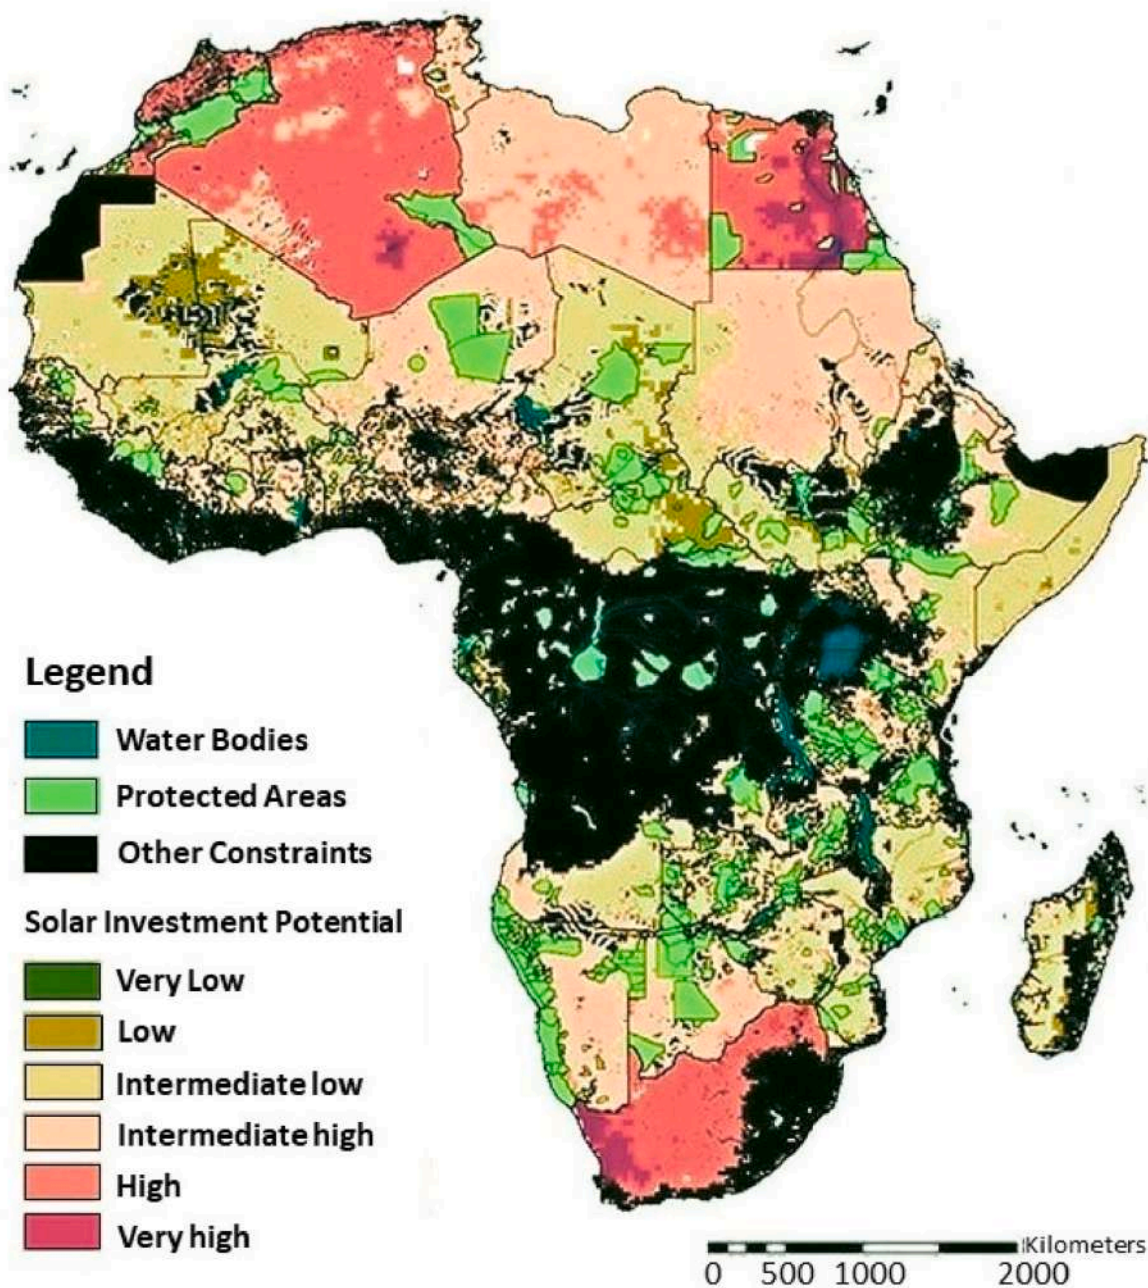 Legend
Water Bodies
Protected Areas
Other Constraints
Solar Investment Potential
Very Low
Low
Intermediate low
Intermediate high
High
Very high
Kilometers
0 500 1000 2000